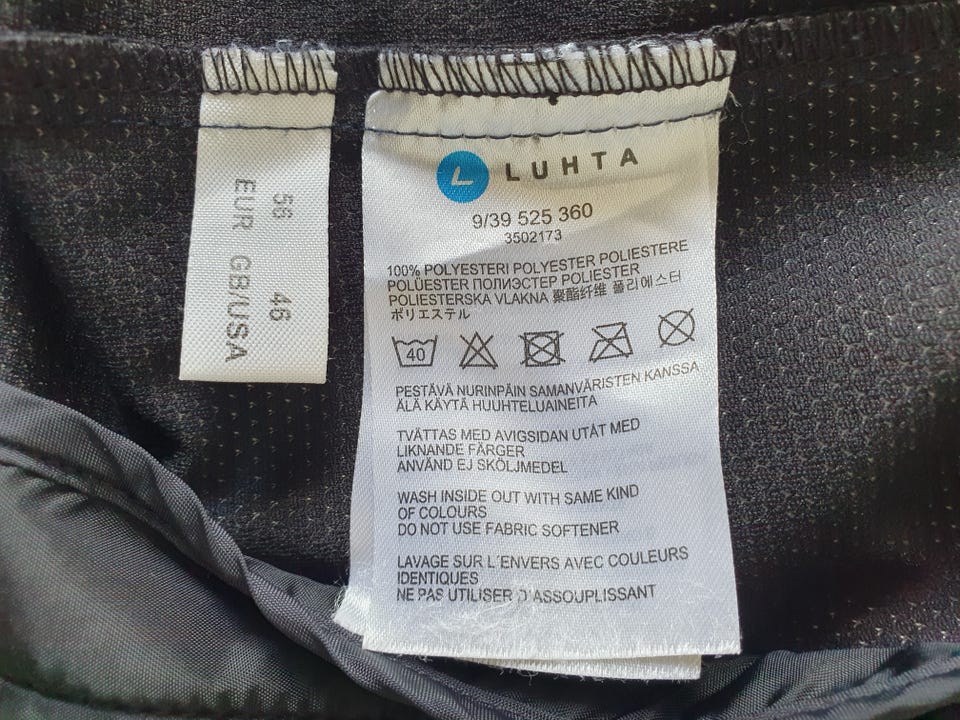 56 46
EUR GB/USA
L LUHTA
9/39 525 360
3502173
100% POLYESTERI POLYESTER POLIESTERE
POLÜESTER ПОЛИЭСТЕР POLIESTER
POLIESTERSKA VLAKNA 聚酯纤维 폴리에스터
ポリエステル
40
PESTÄVÄ NURINPÄIN SAMANVÄRISTEN KANSSA
ÄLÄ KÄYTÄ HUUHTELUAINEITA
TVÄTTAS MED AVIGSIDAN UTÅT MED
LIKNANDE FÄRGER
ANVÄND EJ SKÖLJMEDEL
WASH INSIDE OUT WITH SAME KIND
OF COLOURS
DO NOT USE FABRIC SOFTENER
LAVAGE SUR L´ENVERS AVEC COULEURS
IDENTIQUES
NE PAS UTILISER D´ASSOUPLISSANT